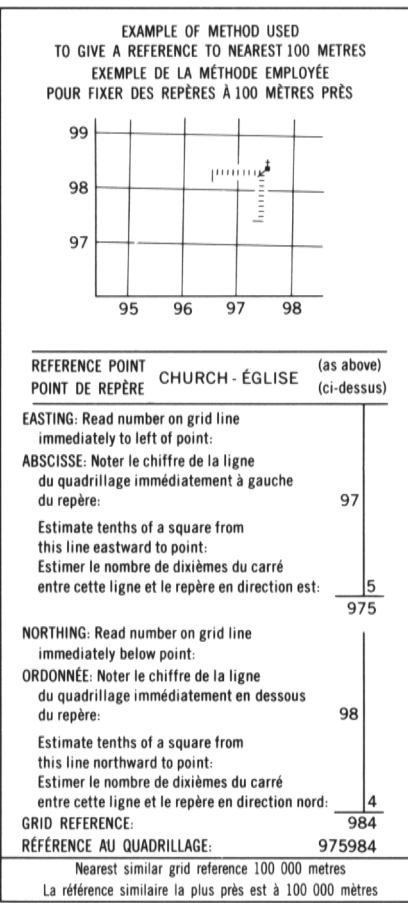 EXAMPLE OF METHOD USED
TO GIVE A REFERENCE TO NEAREST 100 METRES
EXEMPLE DE LA MÉTHODE EMPLOYÉE
POUR FIXER DES REPÈRES À 100 MÈTRES PRÈS
99
98
97
95 96 97 98
REFERENCE POINT
POINT DE REPÈRE
CHURCH - ÉGLISE
(as above)
(ci-dessus)
EASTING: Read number on grid line
immediately to left of point:
ABSCISSE: Noter le chiffre de la ligne
du quadrillage immédiatement à gauche
du repère: 97
Estimate tenths of a square from
this line eastward to point:
Estimer le nombre de dixièmes du carré
entre cette ligne et le repère en direction est: 5
975
NORTHING: Read number on grid line
immediately below point:
ORDONNÉE: Noter le chiffre de la ligne
du quadrillage immédiatement en dessous
du repère: 98
Estimate tenths of a square from
this line northward to point:
Estimer le nombre de dixièmes du carré
entre cette ligne et le repère en direction nord: 4
GRID REFERENCE: 984
RÉFÉRENCE AU QUADRILLAGE: 975984
Nearest similar grid reference 100 000 metres
La référence similaire la plus près est à 100 000 mètres